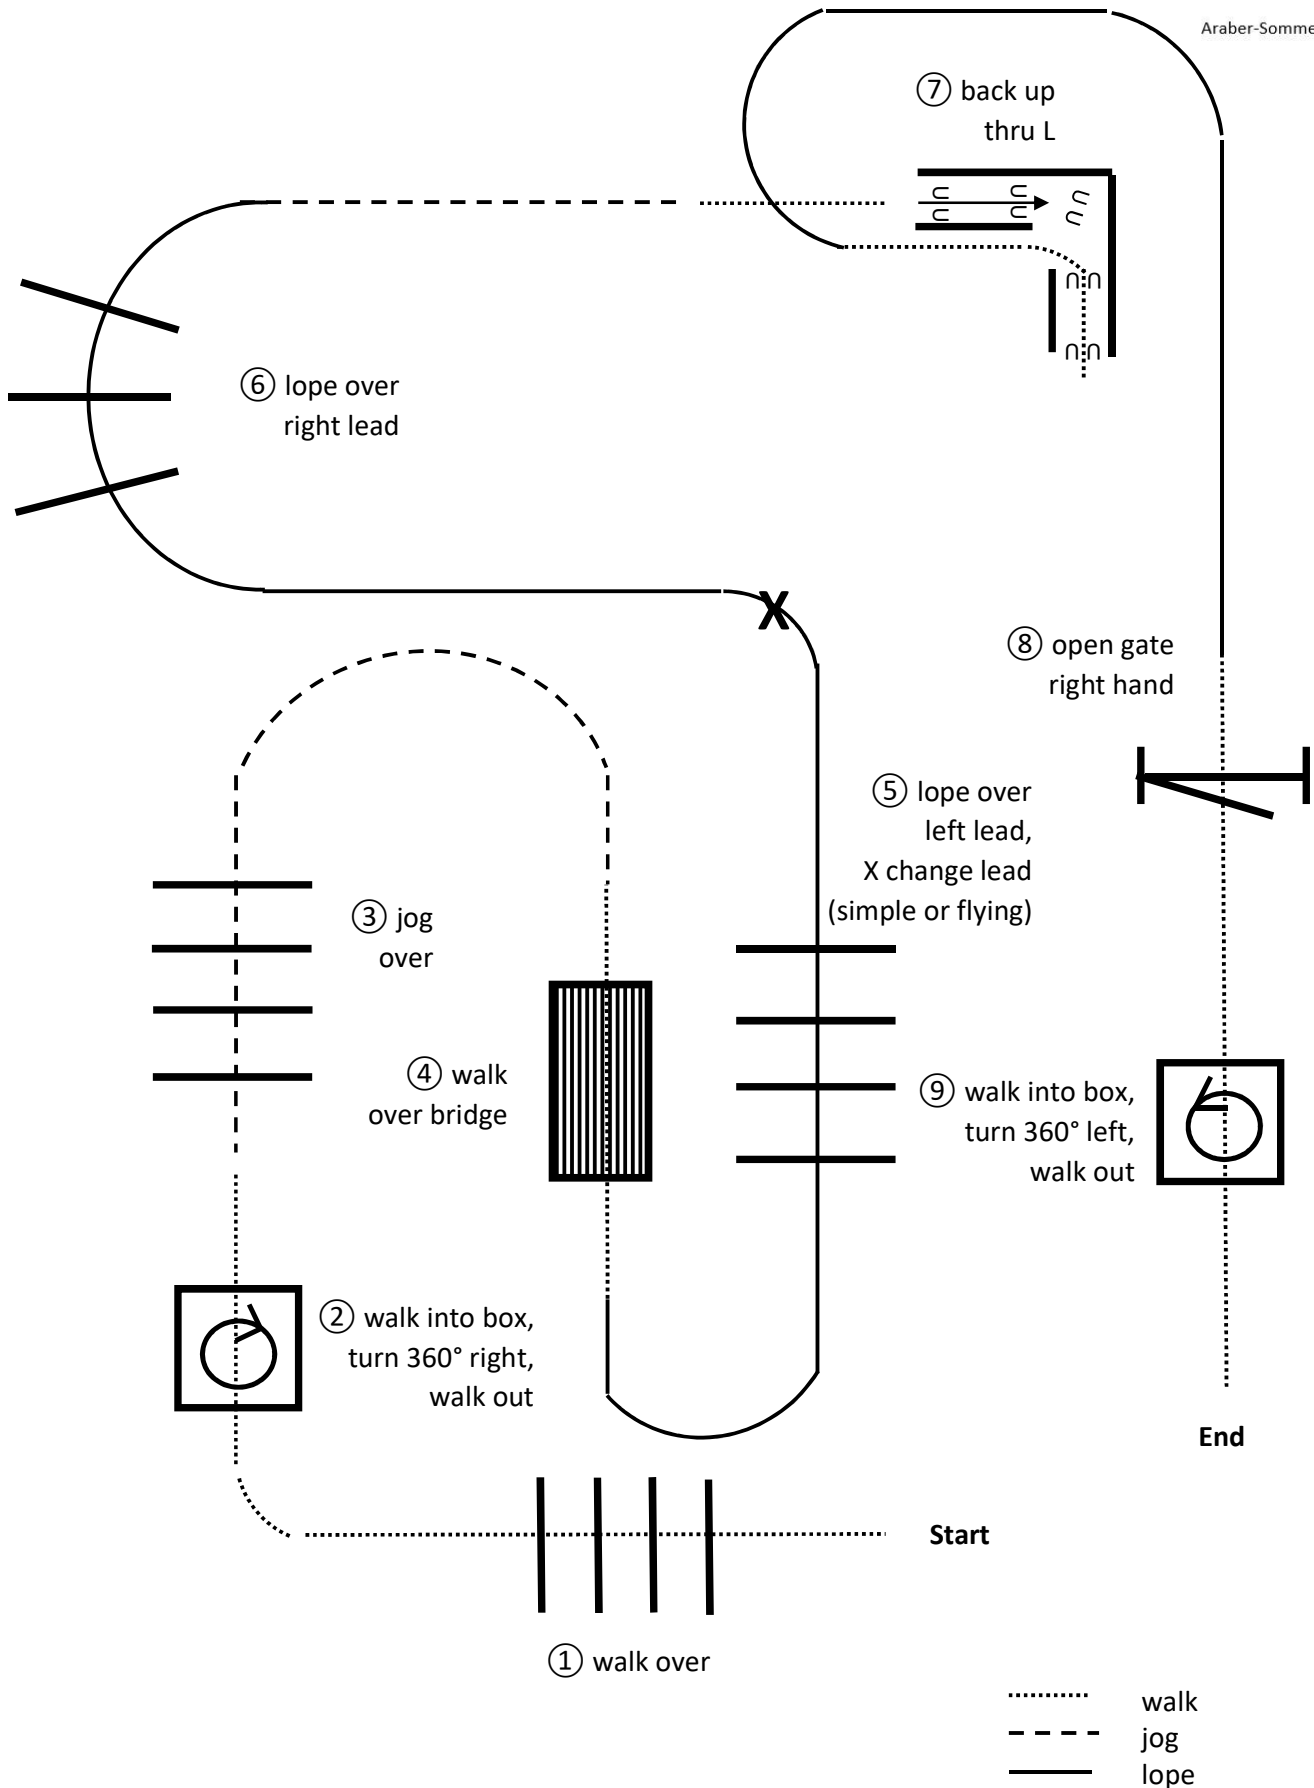 Araber-Somme
⑦ back up
thru L
⑥ lope over
right lead
X
⑧ open gate
right hand
⑤ lope over
left lead,
X change lead
(simple or flying)
③ jog
over
④ walk
over bridge
⑨ walk into box,
turn 360° left,
walk out
② walk into box,
turn 360° right,
walk out
End
Start
① walk over
walk
jog
lope